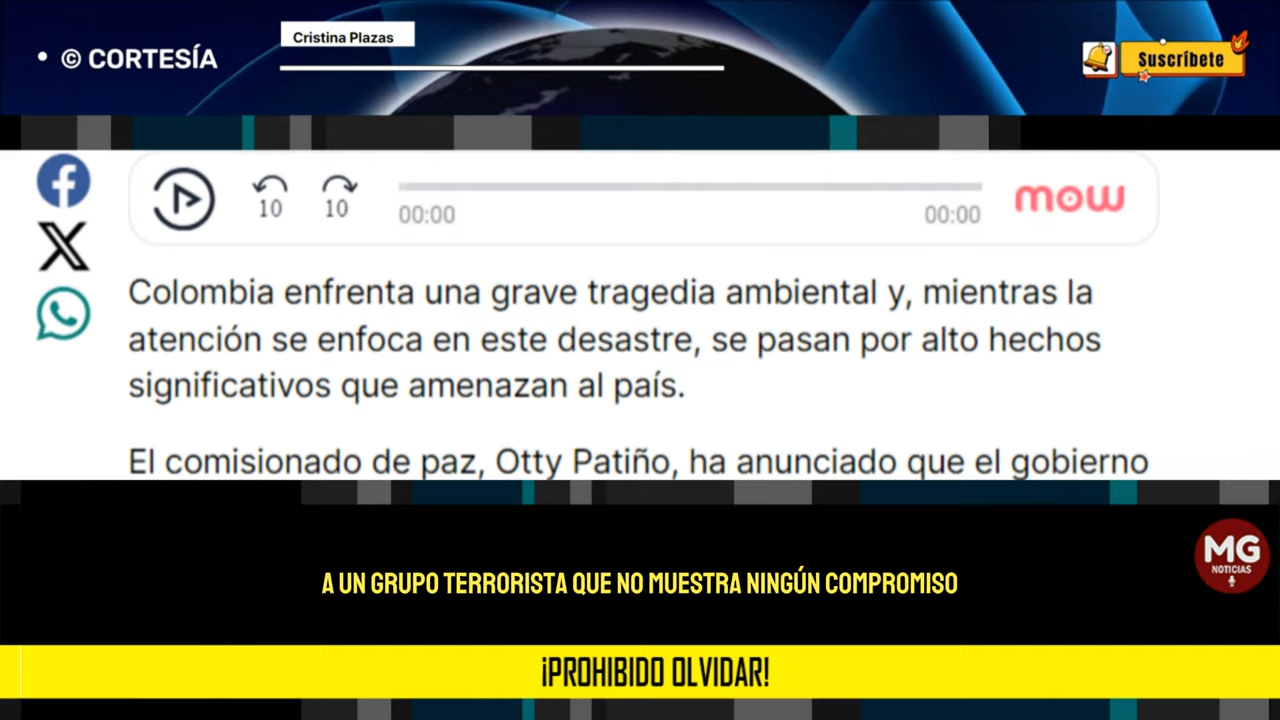 Cristina Plazas
• © CORTESÍA
Suscríbete
10
10
00:00
00:00
mow
Colombia enfrenta una grave tragedia ambiental y, mientras la
atención se enfoca en este desastre, se pasan por alto hechos
significativos que amenazan al país.
El comisionado de paz, Otty Patiño, ha anunciado que el gobierno
MG
NOTICIAS
A UN GRUPO TERRORISTA QUE NO MUESTRA NINGÚN COMPROMISO
¡PROHIBIDO OLVIDAR!